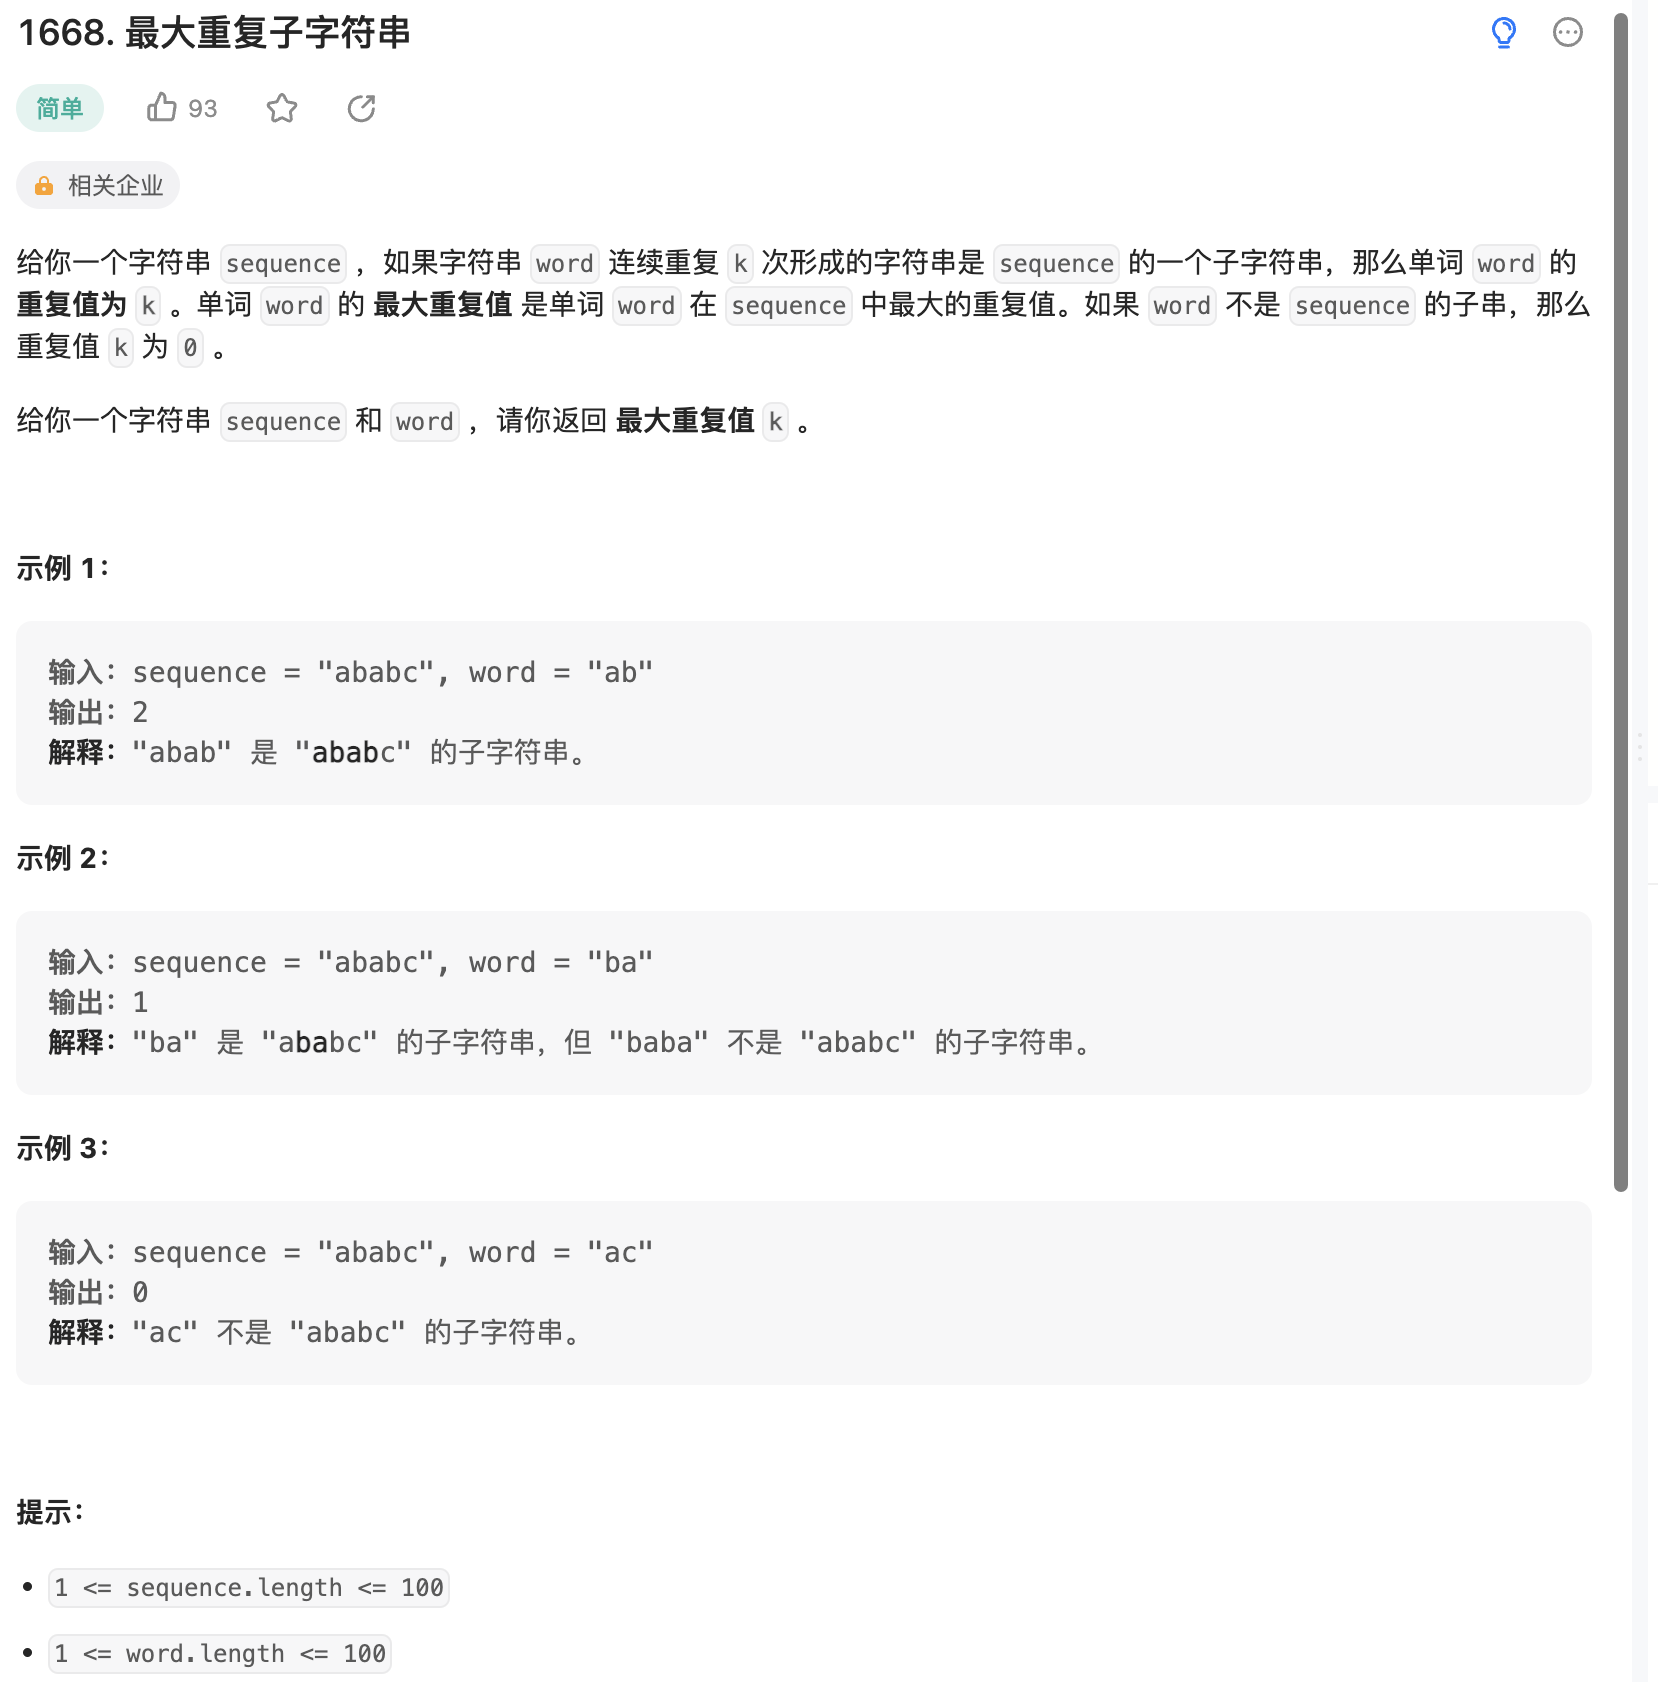 1668. 最大重复子字符串
简单 93
相关企业
给你一个字符串 sequence ，如果字符串 word 连续重复 k 次形成的字符串是 sequence 的一个子字符串，那么单词 word 的
重复值为 k 。单词 word 的 最大重复值 是单词 word 在 sequence 中最大的重复值。如果 word 不是 sequence 的子串，那么
重复值 k 为 0 。
给你一个字符串 sequence 和 word ，请你返回 最大重复值 k 。
示例 1：
输入：sequence = "ababc", word = "ab"
输出：2
解释："abab" 是 "ababc" 的子字符串。
示例 2：
输入：sequence = "ababc", word = "ba"
输出：1
解释："ba" 是 "ababc" 的子字符串，但 "baba" 不是 "ababc" 的子字符串。
示例 3：
输入：sequence = "ababc", word = "ac"
输出：0
解释："ac" 不是 "ababc" 的子字符串。
提示：
• 1 <= sequence.length <= 100
• 1 <= word.length <= 100